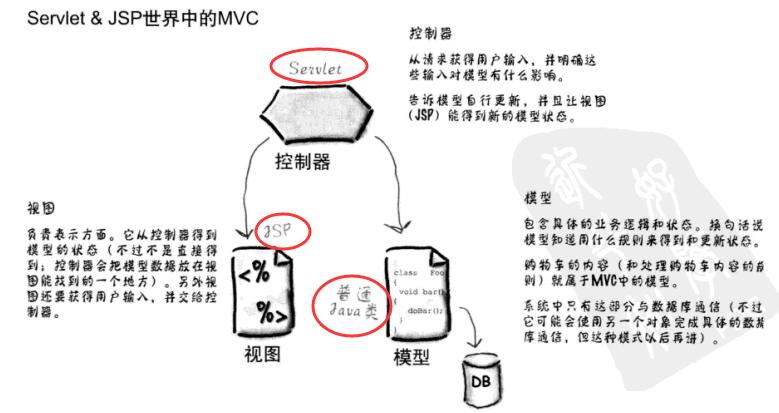 Servlet & JSP世界中的MVC
控制器
从请求获得用户输入，并明确这
些输入对模型有什么影响。
告诉模型自行更新，并且让视图
(JSP) 能得到新的模型状态。
Servlet
控制器
视图
负责表示方面。它从控制器得到
模型的状态（不过不是直接得
到；控制器会把模型数据放在视
图能找到的一个地方）。另外视
图还要获得用户输入，并交给控
制器。
JSP
<%
%>
视图
普通
Java类
class Foo
{
void bar()
{
doBar();
}
}
模型
DB
模型
包含具体的业务逻辑和状态。换句话说
模型知道用什么规则来得到和更新状态。
购物车的内容（和处理购物车内容的规
则）就属于MVC中的模型。
系统中只有这部分与数据库通信（不过
它可能会使用另一个对象完成具体的数据
库通信，但这种模式以后再讲）。